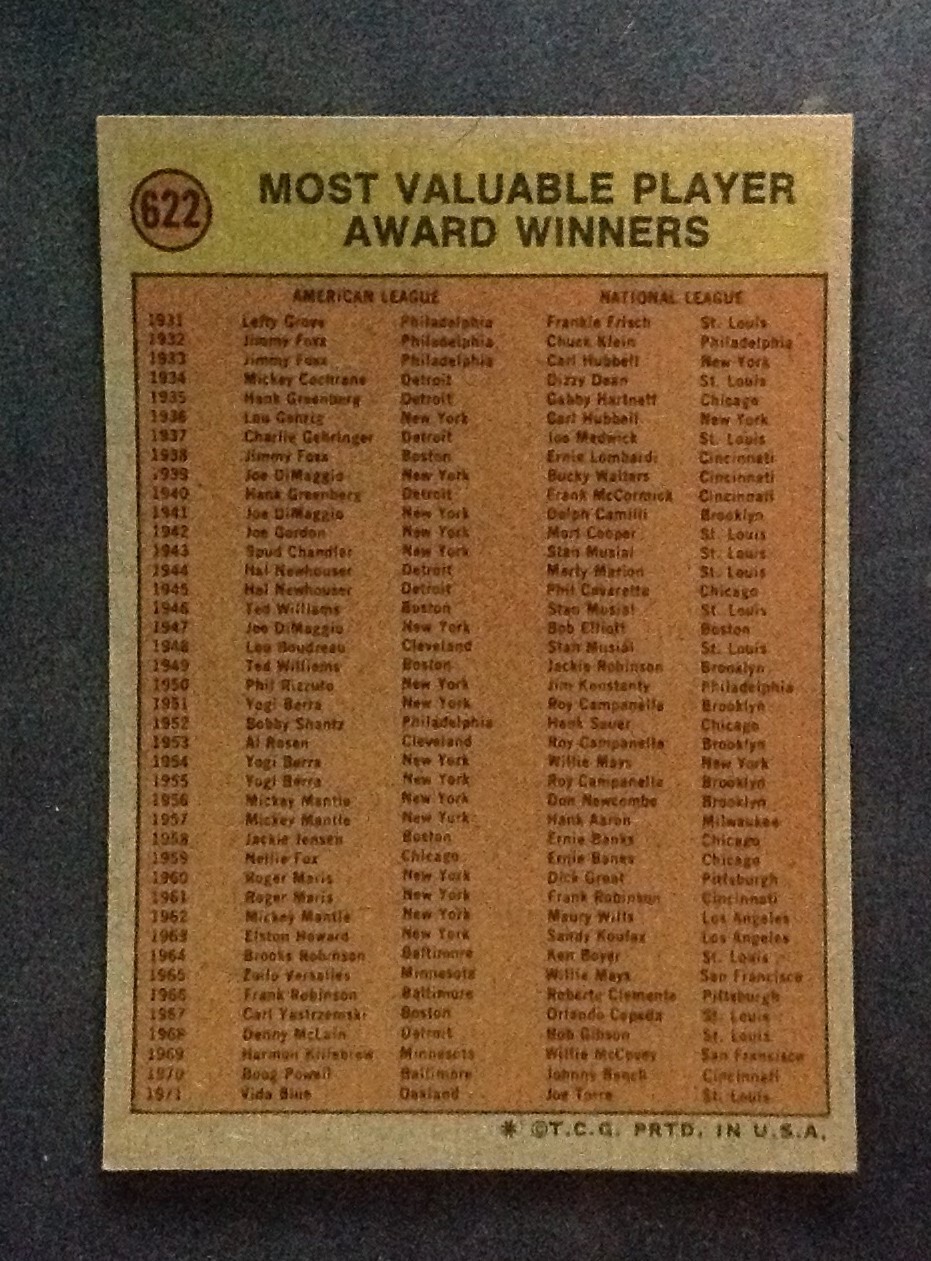 622
MOST VALUABLE PLAYER
AWARD WINNERS
AMERICAN LEAGUE NATIONAL LEAGUE
1931 Lefty Grove Philadelphia Frankie Frisch St. Louis
1932 Jimmy Foxx Philadelphia Chuck Klein Philadelphia
1933 Jimmy Foxx Philadelphia Carl Hubbell New York
1934 Mickey Cochrane Detroit Dizzy Dean St. Louis
1935 Hank Greenberg Detroit Gabby Hartnett Chicago
1936 Lou Gehrig New York Carl Hubbell New York
1937 Charlie Gehringer Detroit Joe Medwick St. Louis
1938 Jimmy Foxx Boston Ernie Lombardi Cincinnati
1939 Joe DiMaggio New York Bucky Walters Cincinnati
1940 Hank Greenberg Detroit Frank McCormick Cincinnati
1941 Joe DiMaggio New York Dolph Camilli Brooklyn
1942 Joe Gordon New York Mort Cooper St. Louis
1943 Spud Chandler New York Stan Musial St. Louis
1944 Hal Newhouser Detroit Marty Marion St. Louis
1945 Hal Newhouser Detroit Phil Cavaretta Chicago
1946 Ted Williams Boston Stan Musial St. Louis
1947 Joe DiMaggio New York Bob Elliott Boston
1948 Lou Boudreau Cleveland Stan Musial St. Louis
1949 Ted Williams Boston Jackie Robinson Brooklyn
1950 Phil Rizzuto New York Jim Konstanty Philadelphia
1951 Yogi Berra New York Roy Campanella Brooklyn
1952 Bobby Shantz Philadelphia Hank Sauer Chicago
1953 Al Rosen Cleveland Roy Campanella Brooklyn
1954 Yogi Berra New York Willie Mays New York
1955 Yogi Berra New York Roy Campanella Brooklyn
1956 Mickey Mantle New York Don Newcombe Brooklyn
1957 Mickey Mantle New York Hank Aaron Milwaukee
1958 Jackie Jensen Boston Ernie Banks Chicago
1959 Nellie Fox Chicago Ernie Banks Chicago
1960 Roger Maris New York Dick Groat Pittsburgh
1961 Roger Maris New York Frank Robinson Cincinnati
1962 Mickey Mantle New York Maury Wills Los Angeles
1963 Elston Howard New York Sandy Koufax Los Angeles
1964 Brooks Robinson Baltimore Ken Boyer St. Louis
1965 Zoilo Versalles Minnesota Willie Mays San Francisco
1966 Frank Robinson Baltimore Roberto Clemente Pittsburgh
1967 Carl Yastrzemski Boston Orlando Cepeda St. Louis
1968 Denny McLain Detroit Bob Gibson St. Louis
1969 Harmon Killebrew Minnesota Willie McCovey San Francisco
1970 Boog Powell Baltimore Johnny Bench Cincinnati
1971 Vida Blue Oakland Joe Torre St. Louis
* ©T.C.G. PRTD. IN U.S.A.